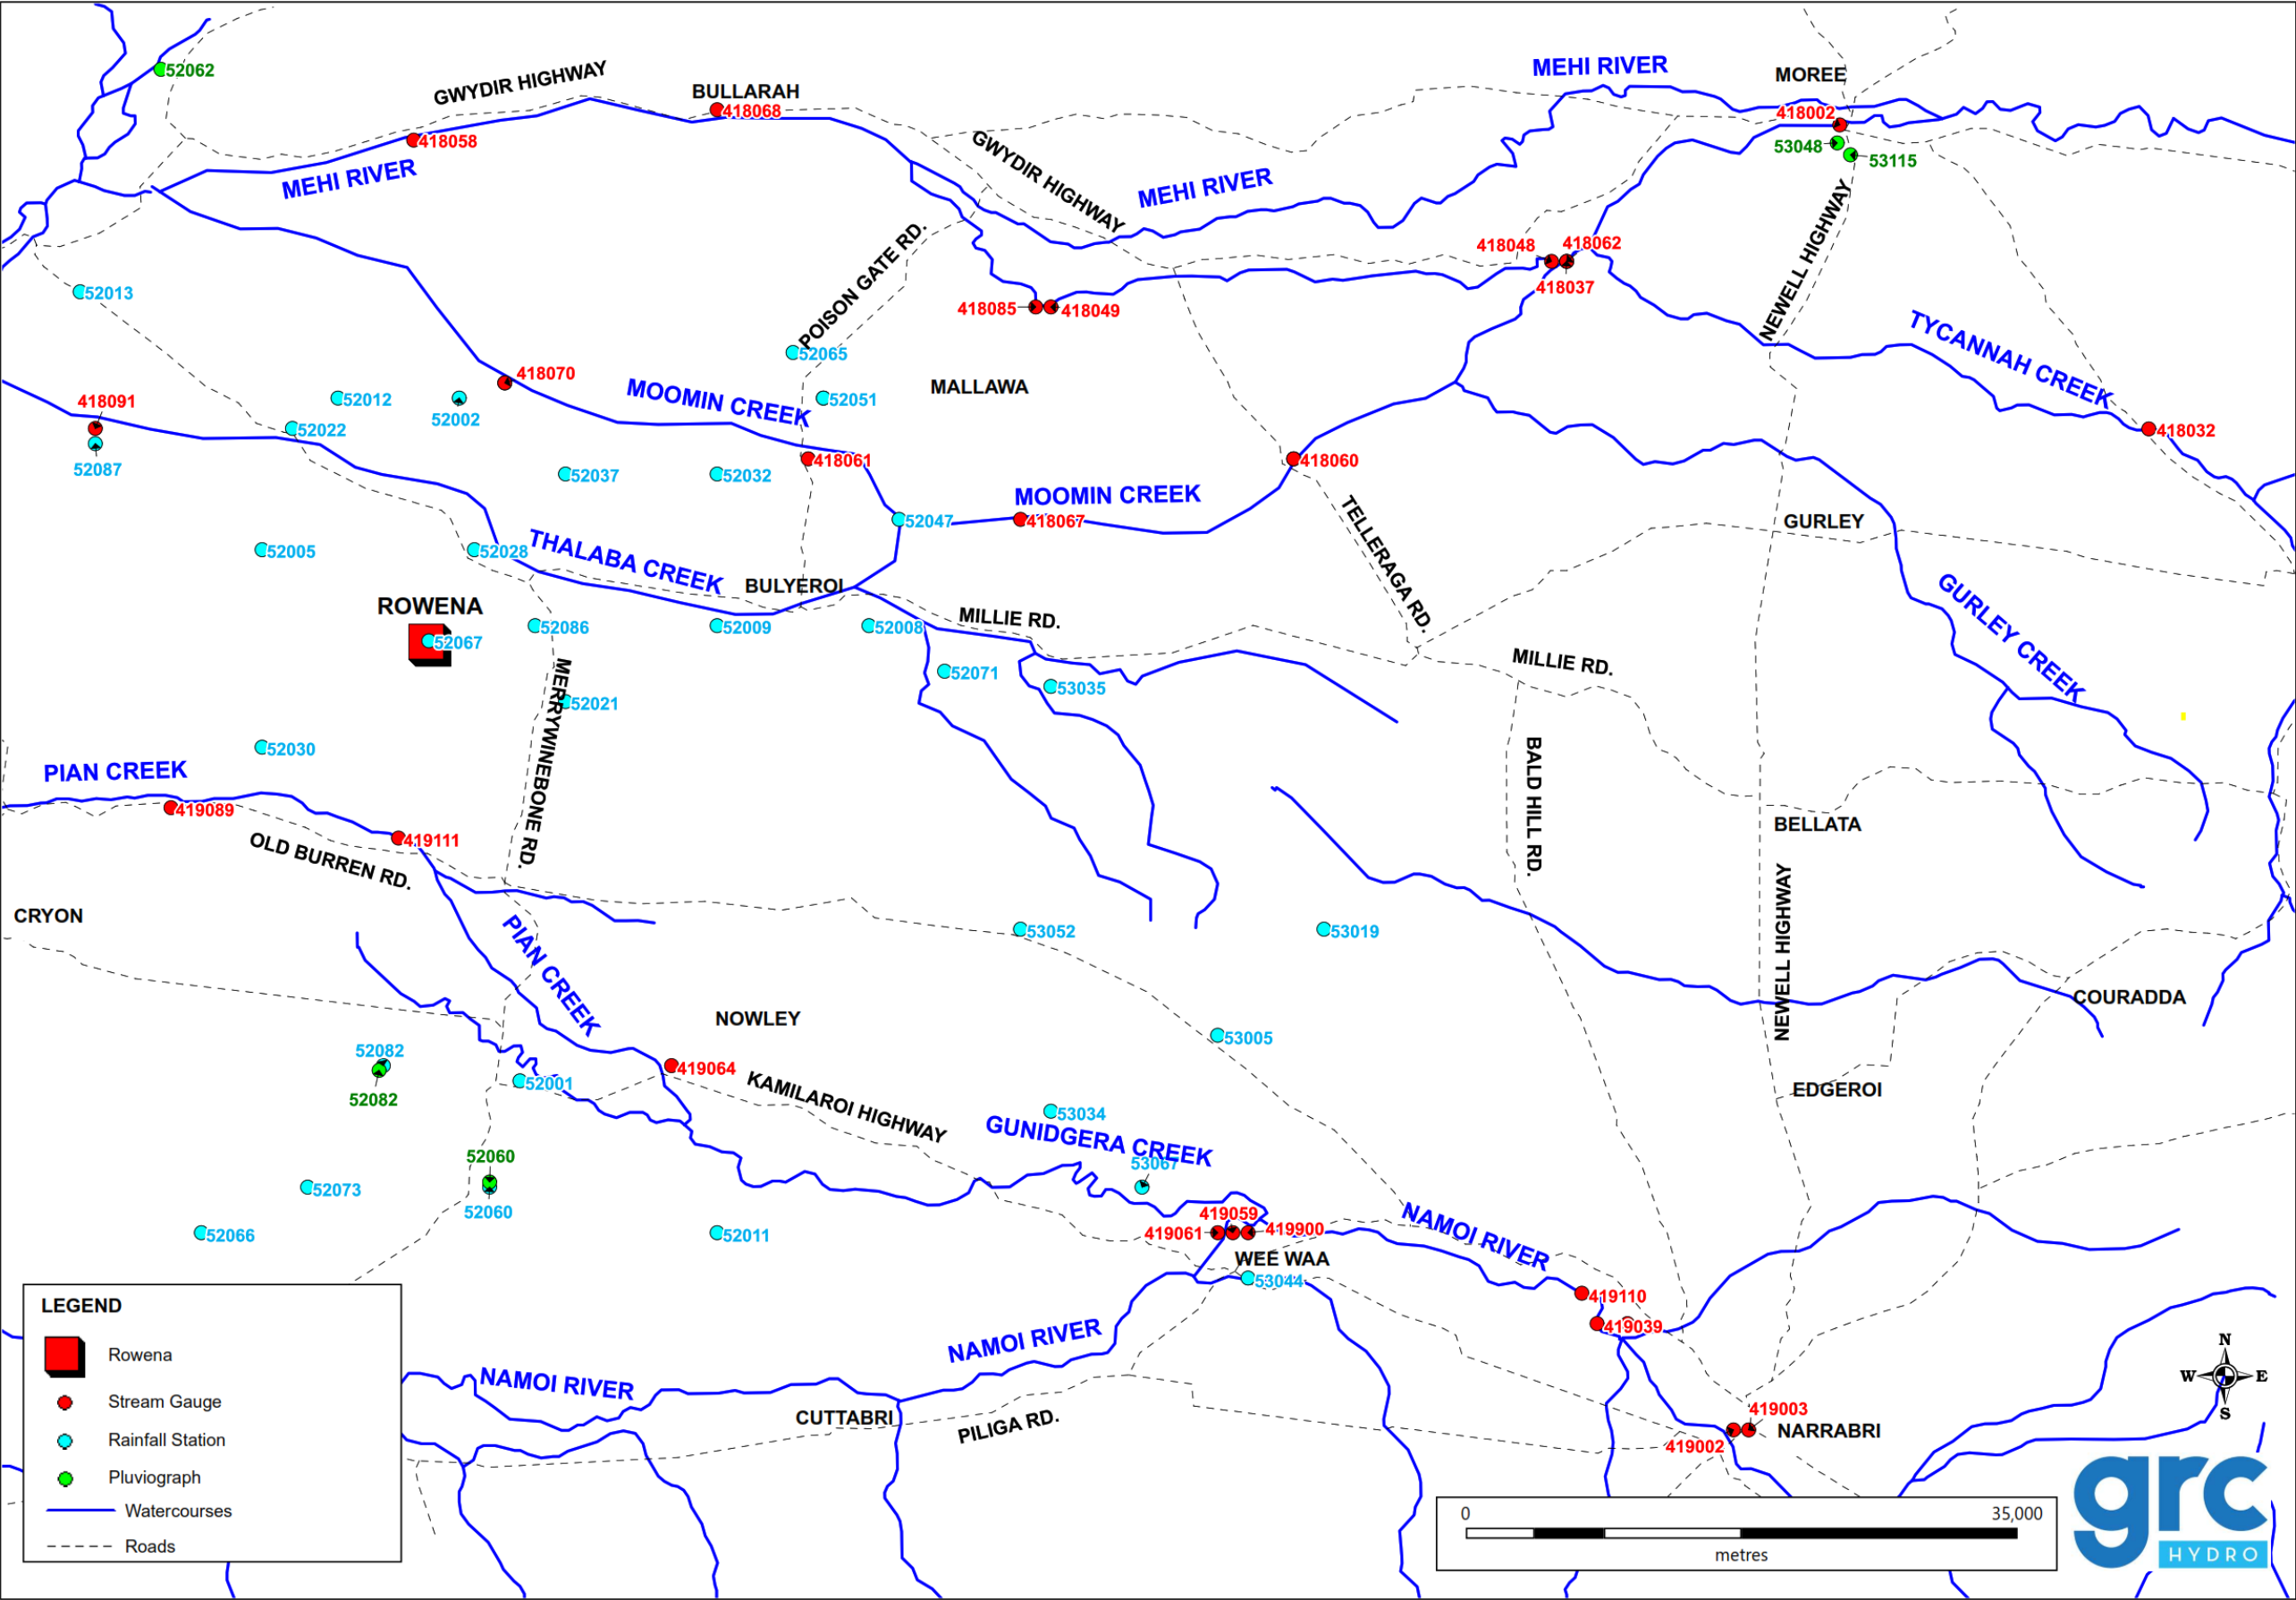 MEHI RIVER
MOREE
52062
GWYDIR HIGHWAY
BULLARAH
418068
418002
418058
GWYDIR HIGHWAY
53048
53115
MEHI RIVER
MEHI RIVER
NEWELL HIGHWAY
POISON GATE RD.
418048
418062
418037
52013
418085
418049
TYCANNAH CREEK
52065
418070
MOOMIN CREEK
MALLAWA
418091
52012
52002
52051
52022
418032
52087
418061
418060
52037
52032
MOOMIN CREEK
52047
418067
TELLERAGA RD.
GURLEY
52005
52028
THALABA CREEK
BULYEROI
GURLEY CREEK
ROWENA
52067
52086
52009
52008
MILLIE RD.
MILLIE RD.
52071
53035
MERRYWINEBONE RD.
52021
52030
PIAN CREEK
BALD HILL RD.
419089
419111
BELLATA
OLD BURREN RD.
CRYON
PIAN CREEK
53052
53019
NEWELL HIGHWAY
COURADDA
NOWLEY
53005
52082
52082
52001
419064
KAMILAROI HIGHWAY
EDGEROI
53034
GUNIDGERA CREEK
53067
52060
52060
52073
52066
52011
419059
419061
419900
NAMOI RIVER
WEE WAA
53044
419110
419039
NAMOI RIVER
NAMOI RIVER
CUTTABRI
PILIGA RD.
419003
419002
NARRABRI
LEGEND
Rowena
Stream Gauge
Rainfall Station
Pluviograph
Watercourses
Roads
N
W
E
S
0
35,000
metres
grc
HYDRO